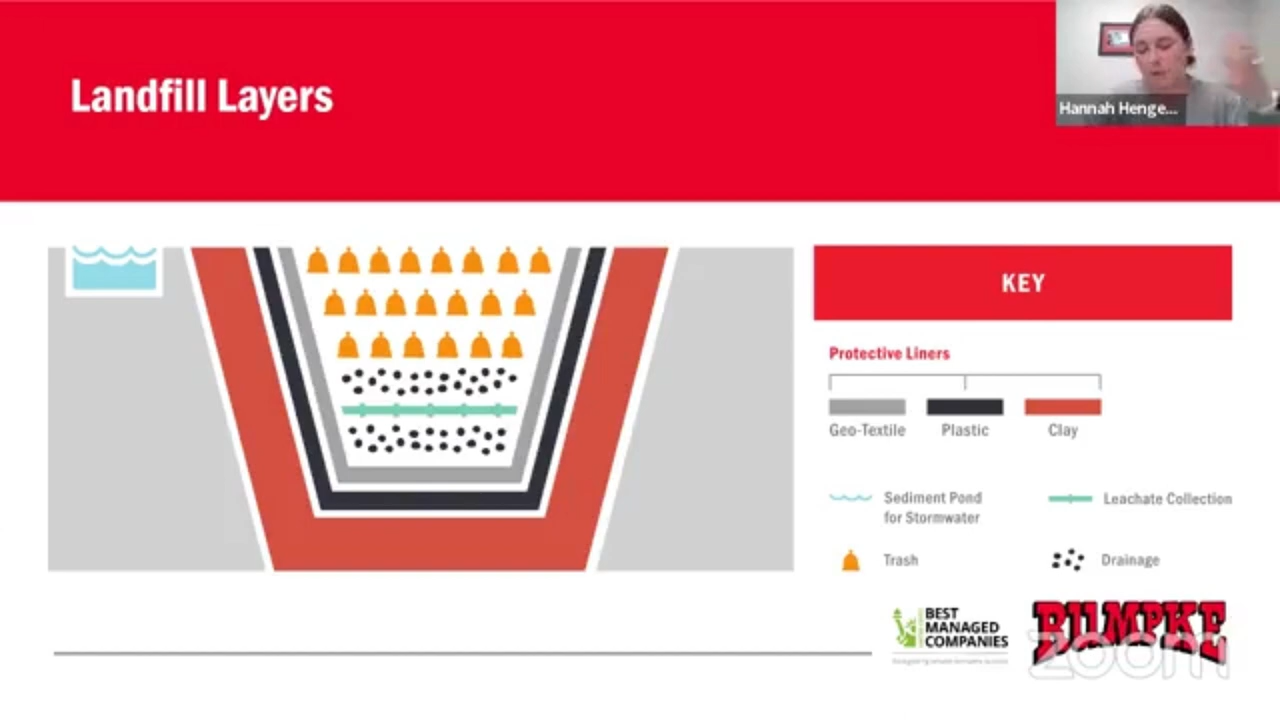 Landfill Layers
Hannah Henge...
KEY
Protective Liners
Geo-Textile
Plastic
Clay
Sediment Pond
for Stormwater
Leachate Collection
Trash
Drainage
BEST
MANAGED
COMPANIES
RUMPKE
zoom